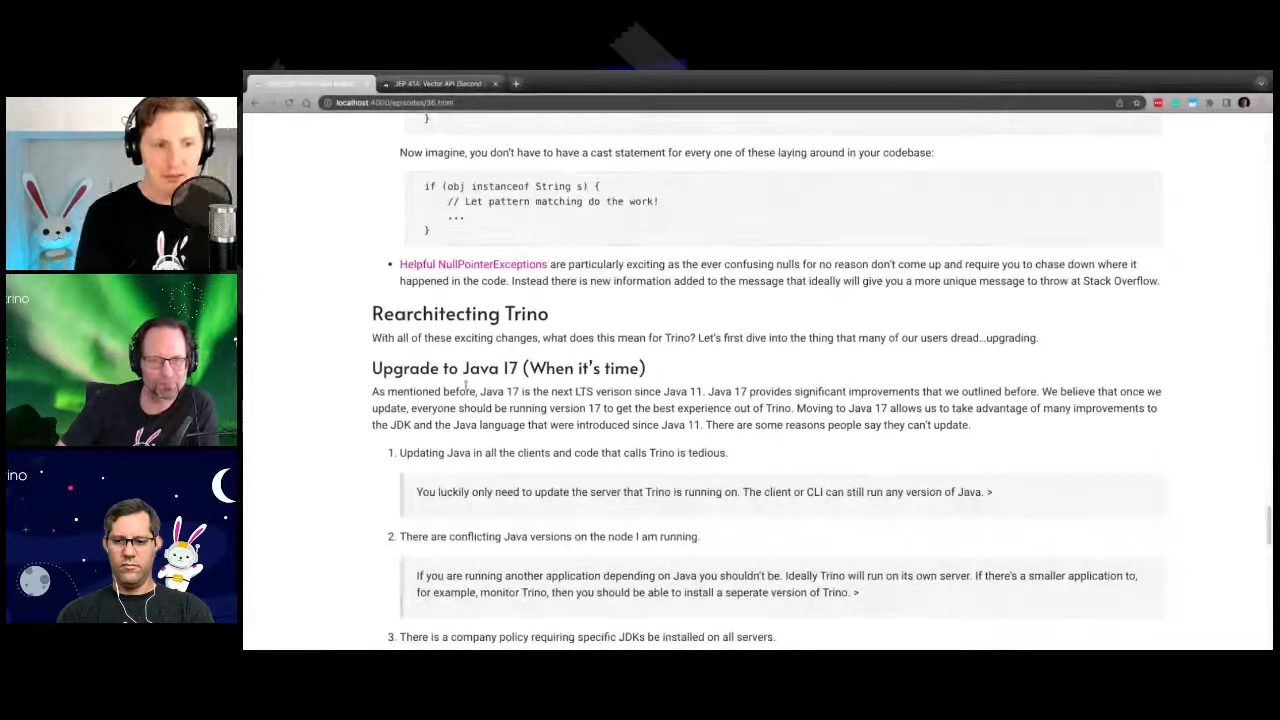 JEP 414: Vector API (Second
localhost:4000/episodes/36.html
}
Now imagine, you don't have to have a cast statement for every one of these laying around in your codebase:
if (obj instanceof String s) {
// Let pattern matching do the work!
...
}
Helpful NullPointerExceptions are particularly exciting as the ever confusing nulls for no reason don't come up and require you to chase down where it
happened in the code. Instead there is new information added to the message that ideally will give you a more unique message to throw at Stack Overflow.
Rearchitecting Trino
With all of these exciting changes, what does this mean for Trino? Let's first dive into the thing that many of our users dread…upgrading.
Upgrade to Java 17 (When it's time)
As mentioned before, Java 17 is the next LTS verison since Java 11. Java 17 provides significant improvements that we outlined before. We believe that once we
update, everyone should be running version 17 to get the best experience out of Trino. Moving to Java 17 allows us to take advantage of many improvements to
the JDK and the Java language that were introduced since Java 11. There are some reasons people say they can't update.
1. Updating Java in all the clients and code that calls Trino is tedious.
You luckily only need to update the server that Trino is running on. The client or CLI can still run any version of Java. >
2. There are conflicting Java versions on the node I am running.
If you are running another application depending on Java you shouldn't be. Ideally Trino will run on its own server. If there's a smaller application to,
for example, monitor Trino, then you should be able to install a seperate version of Trino. >
3. There is a company policy requiring specific JDKs be installed on all servers.
rino
ino